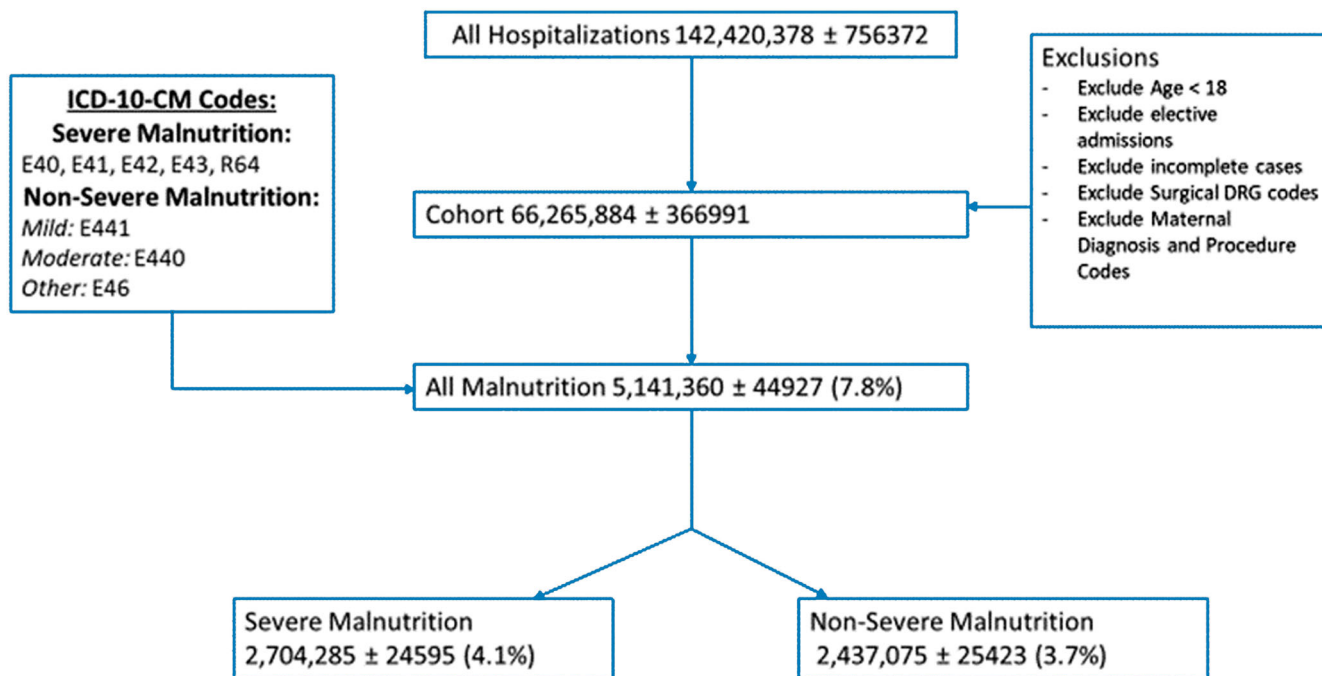 All Hospitalizations 142,420,378 ± 756372
ICD-10-CM Codes:
Severe Malnutrition:
E40, E41, E42, E43, R64
Non-Severe Malnutrition:
Mild: E441
Moderate: E440
Other: E46
Exclusions
- Exclude Age < 18
- Exclude elective
admissions
- Exclude incomplete cases
- Exclude Surgical DRG codes
- Exclude Maternal
Diagnosis and Procedure
Codes
Cohort 66,265,884 ± 366991
All Malnutrition 5,141,360 ± 44927 (7.8%)
Severe Malnutrition
2,704,285 ± 24595 (4.1%)
Non-Severe Malnutrition
2,437,075 ± 25423 (3.7%)